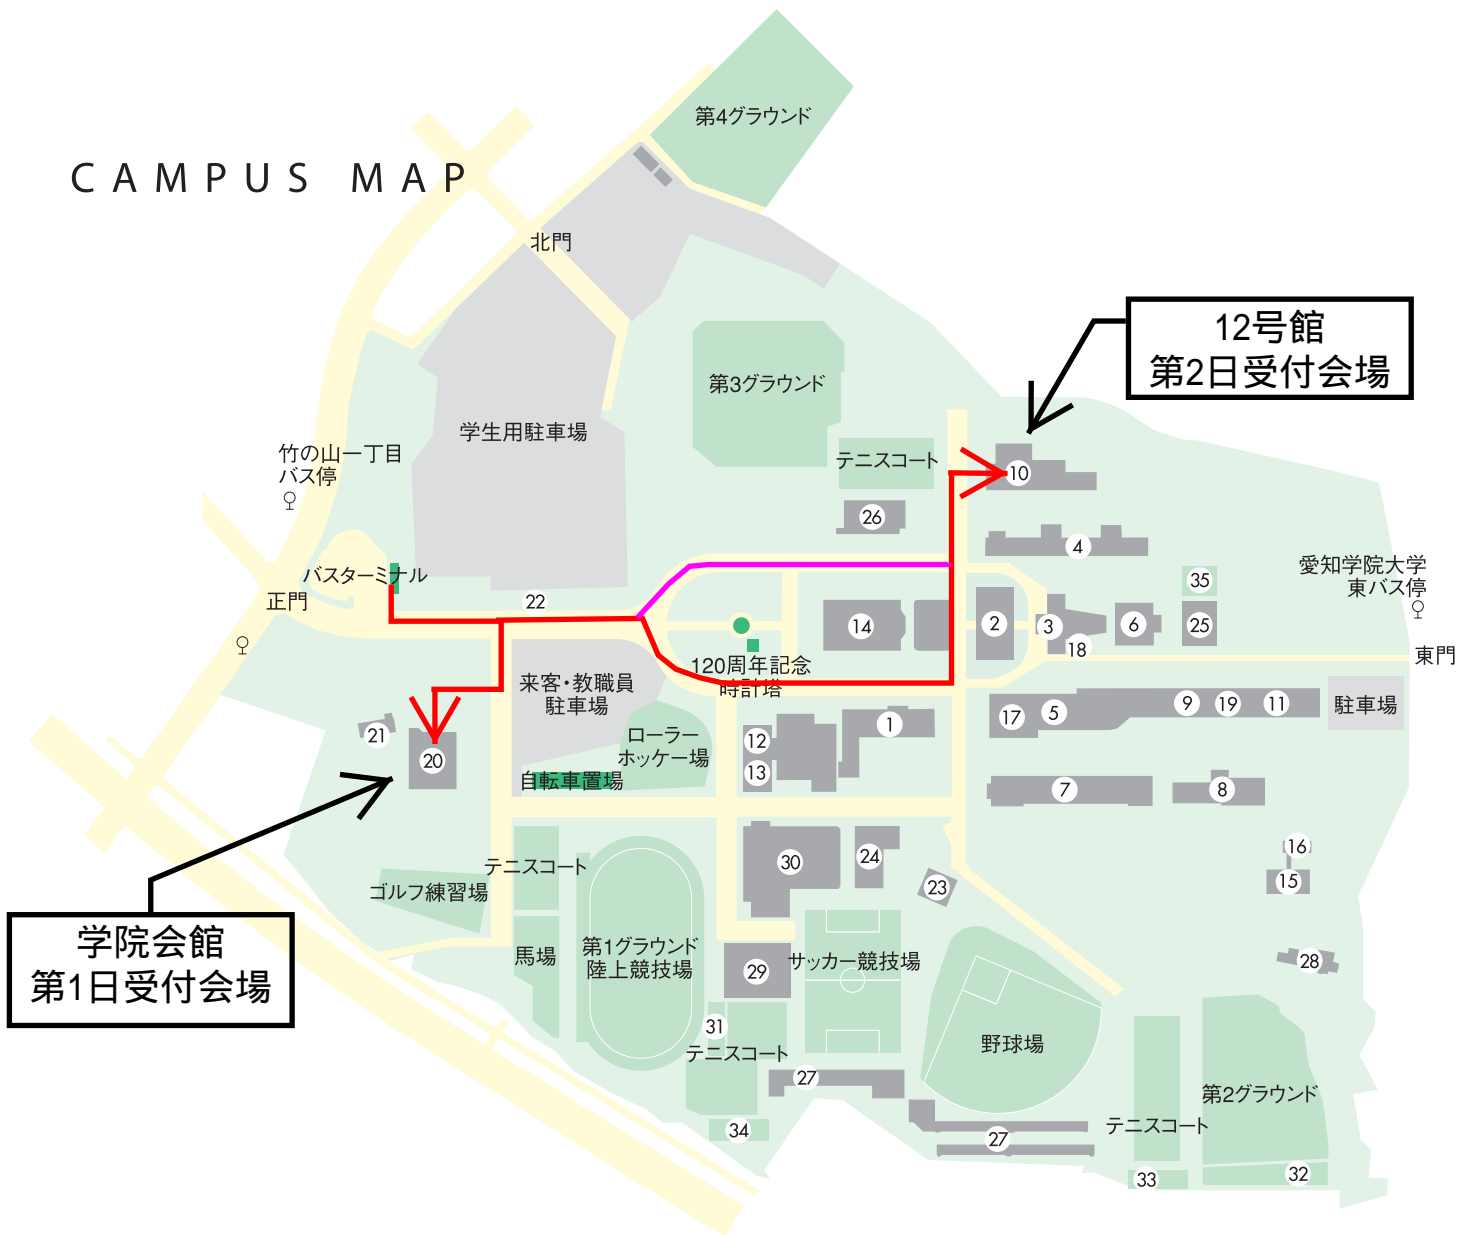 第4グラウンド
CAMPUS MAP
北門
12号館
第2日受付会場
第3グラウンド
学生用駐車場
竹の山一丁目
バス停
テニスコート
10
26
4
バスターミナル
愛知学院大学
東バス停
35
正門
22
14
2
3
6
25
18
東門
120周年記念
時計塔
来客・教職員
駐車場
17
5
9
19
11
駐車場
21
20
ローラー
ホッケー場
12
1
13
自転車置場
7
8
テニスコート
30
24
16
15
23
ゴルフ練習場
学院会館
第1日受付会場
馬場
第1グラウンド
陸上競技場
29
サッカー競技場
28
31
テニスコート
野球場
27
第2グラウンド
テニスコート
34
27
33
32